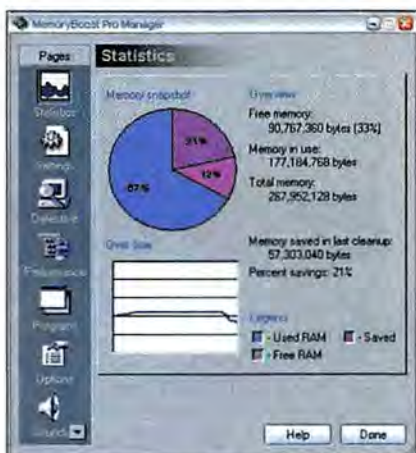 MemoryBoost Pro Manager
Pages
Statistics
Statistics
Settings
Detective
Performance
Programs
Options
Sounds
Memory snapshot
21%
12%
67%
Overview
Free memory:
90,767,360 bytes (33%)
Memory in use:
177,184,768 bytes
Total memory:
267,952,128 bytes
Over time
Memory saved in last cleanup:
57,303,040 bytes
Percent savings: 21%
Legend
- Used RAM
- Saved
- Free RAM
Help
Done